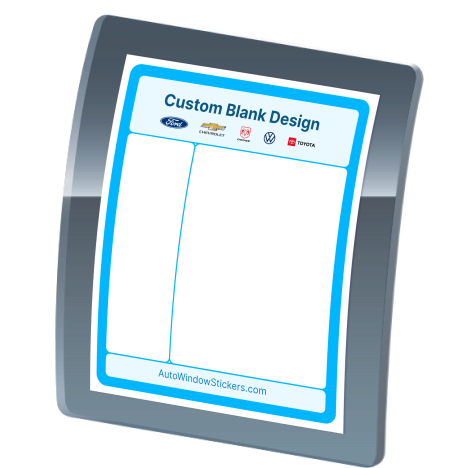 Custom Blank Design
Ford
CHEVROLET
TOYOTA
AutoWindowStickers.com